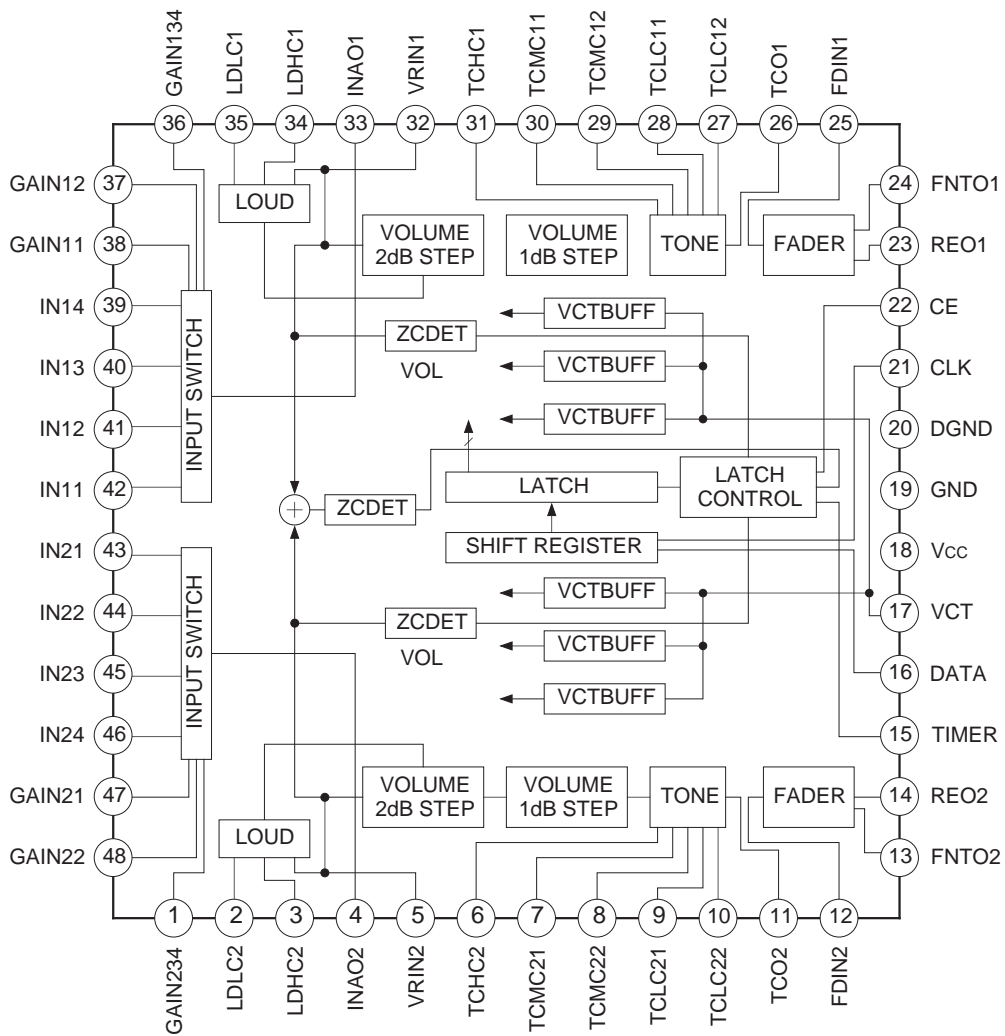 GAIN134
LDLC1
LDHC1
INAO1
VRIN1
TCHC1
TCMC11
TCMC12
TCLC11
TCLC12
TCO1
FDIN1
36
35
34
33
32
31
30
29
28
27
26
25
GAIN12
37
GAIN11
38
IN14
39
IN13
40
IN12
41
IN11
42
IN21
43
IN22
44
IN23
45
IN24
46
GAIN21
47
GAIN22
48
24
FNTO1
23
REO1
22
CE
21
CLK
20
DGND
19
GND
18
VCC
17
VCT
16
DATA
15
TIMER
14
REO2
13
FNTO2
LOUD
VOLUME
2dB STEP
VOLUME
1dB STEP
TONE
FADER
INPUT SWITCH
ZCDET
VOL
VCTBUFF
VCTBUFF
VCTBUFF
+
ZCDET
LATCH
LATCH
CONTROL
SHIFT REGISTER
INPUT SWITCH
ZCDET
VOL
VCTBUFF
VCTBUFF
VCTBUFF
LOUD
VOLUME
2dB STEP
VOLUME
1dB STEP
TONE
FADER
1
2
3
4
5
6
7
8
9
10
11
12
GAIN234
LDLC2
LDHC2
INAO2
VRIN2
TCHC2
TCMC21
TCMC22
TCLC21
TCLC22
TCO2
FDIN2